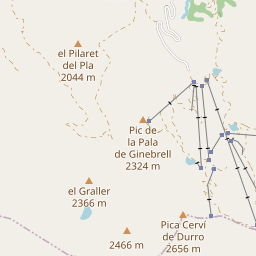 el Pilaret
del Pla
2044 m
Pic de
la Pala
de Ginebrell
2324 m
el Graller
2366 m
Pica Cerví
de Durro
2656 m
2466 m